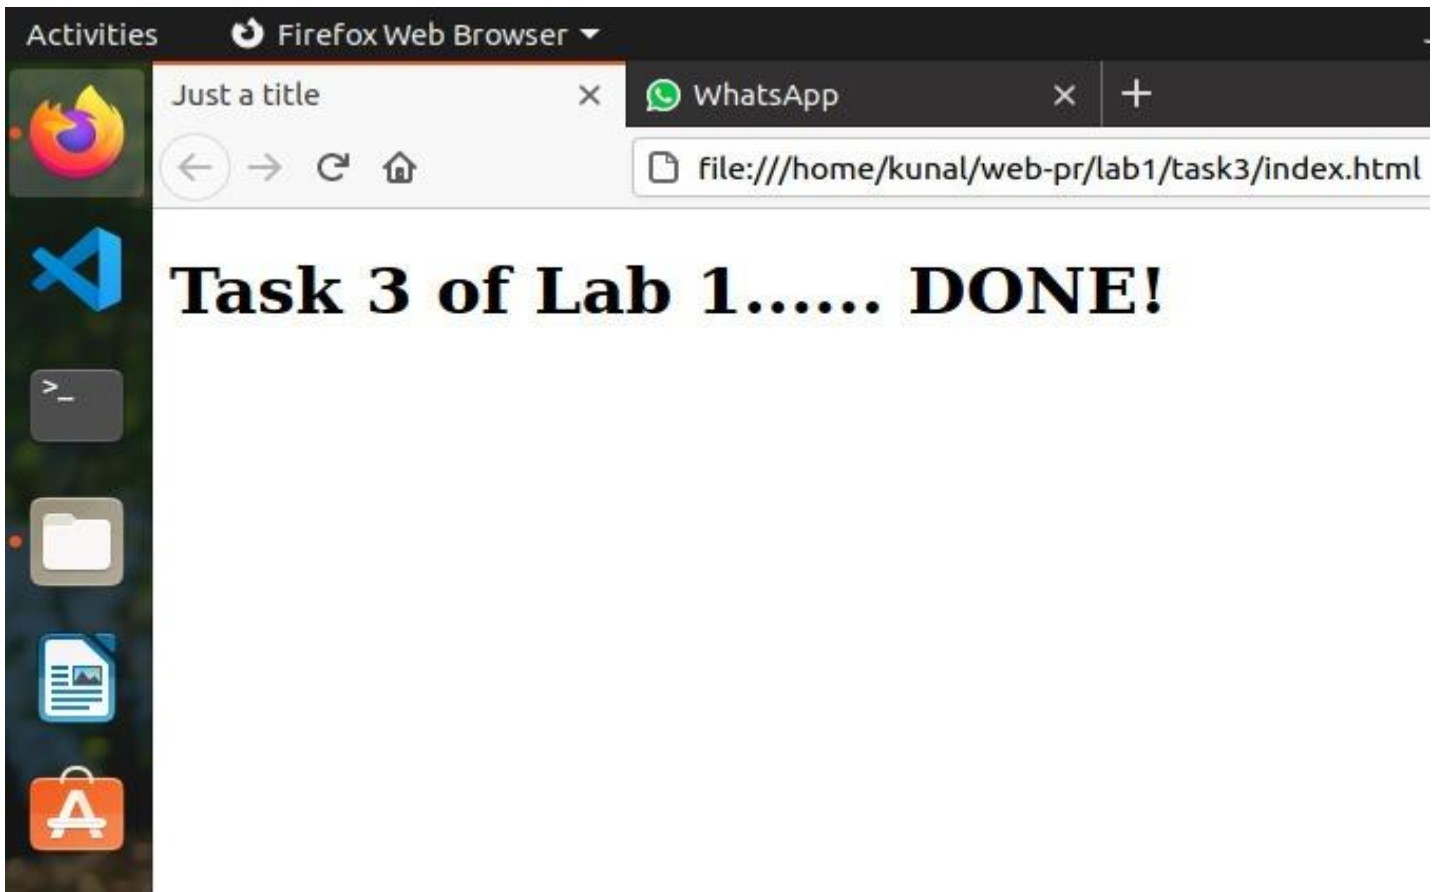 Activities Firefox Web Browser
Just a title WhatsApp
file:///home/kunal/web-pr/lab1/task3/index.html
Task 3 of Lab 1...... DONE!
>_
A